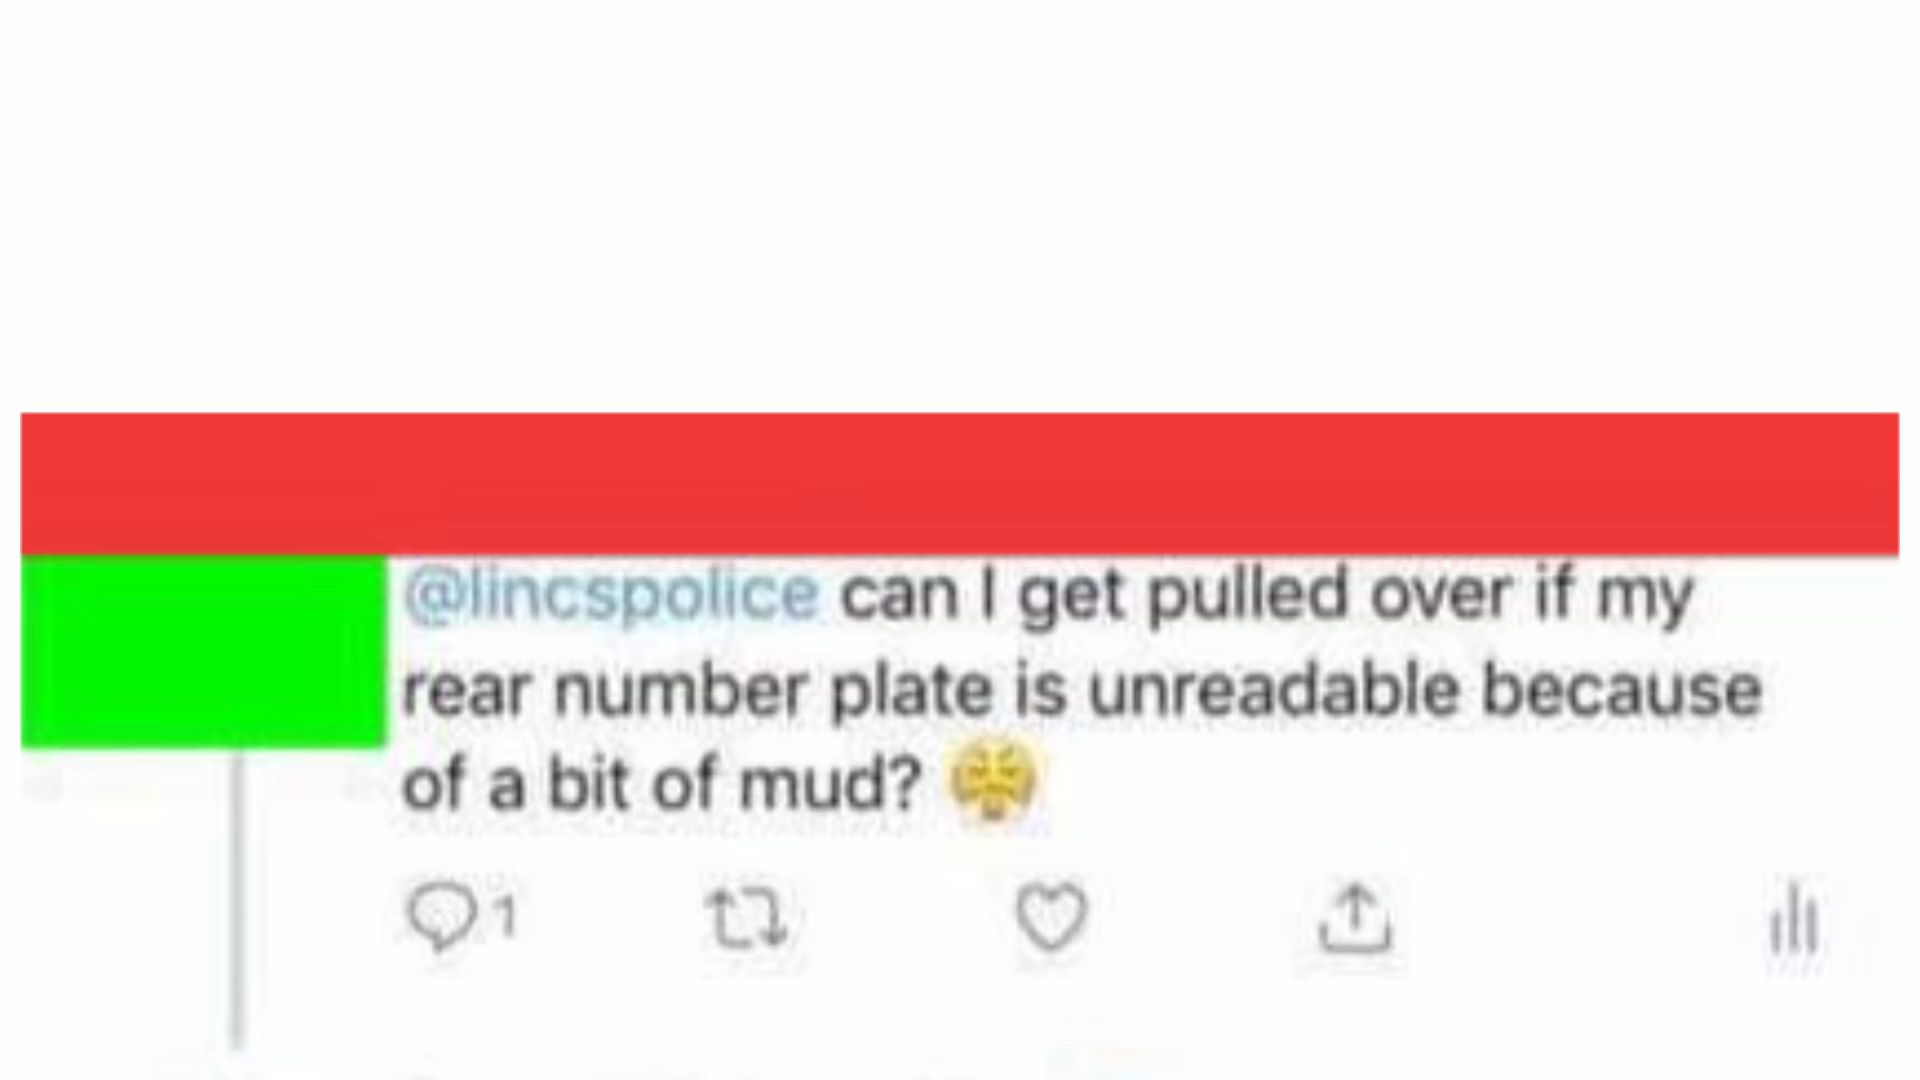 @lincspolice can I get pulled over if my
rear number plate is unreadable because
of a bit of mud? 😤
1